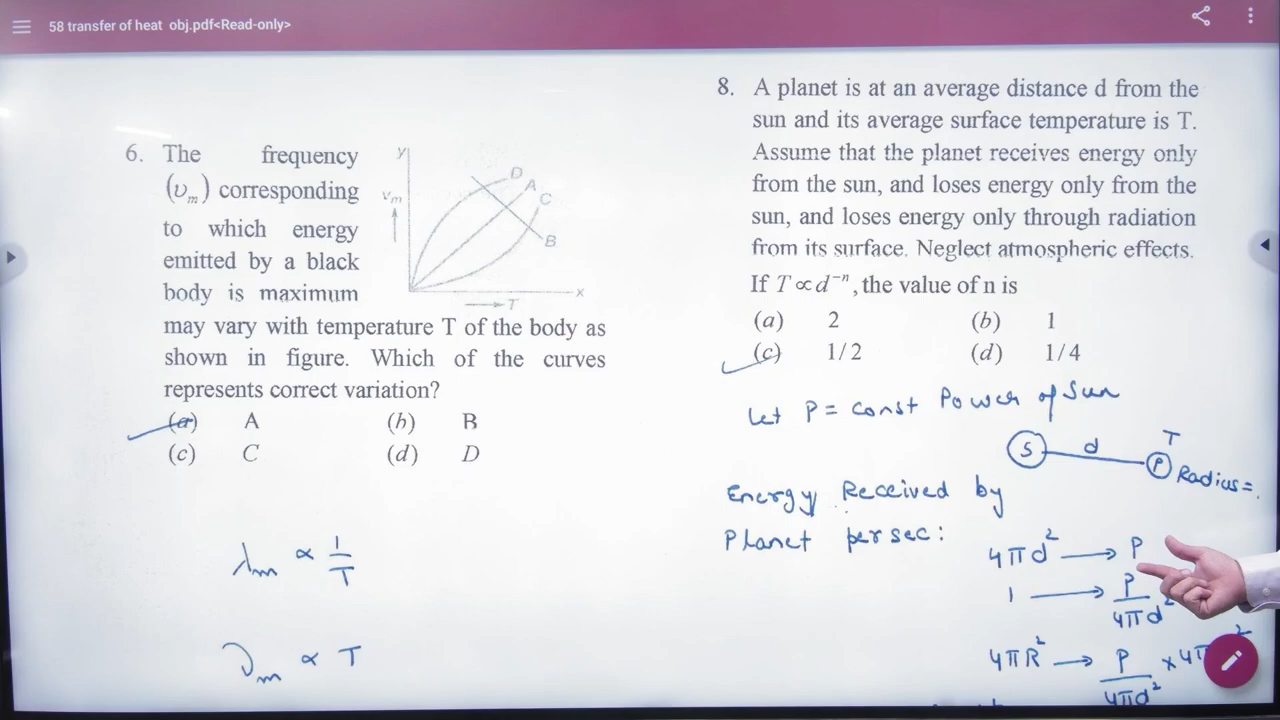 58 transfer of heat obj.pdf<Read-only>
6. The frequency
(υₘ) corresponding
to which energy
emitted by a black
body is maximum
may vary with temperature T of the body as
shown in figure. Which of the curves
represents correct variation?
(a) A (b) B
(c) C (d) D
y
νₘ
D
A
C
B
x
T
λₘ ∝ 1/T
νₘ ∝ T
8. A planet is at an average distance d from the
sun and its average surface temperature is T.
Assume that the planet receives energy only
from the sun, and loses energy only from the
sun, and loses energy only through radiation
from its surface. Neglect atmospheric effects.
If T ∝ d⁻ⁿ, the value of n is
(a) 2 (b) 1
(c) 1/2 (d) 1/4
Let P = const Power of Sun
S d P T Radius =
Energy Received by
Planet per sec:
4πd² → P
1 → P/4πd²
4πR² → P/4πd² ×